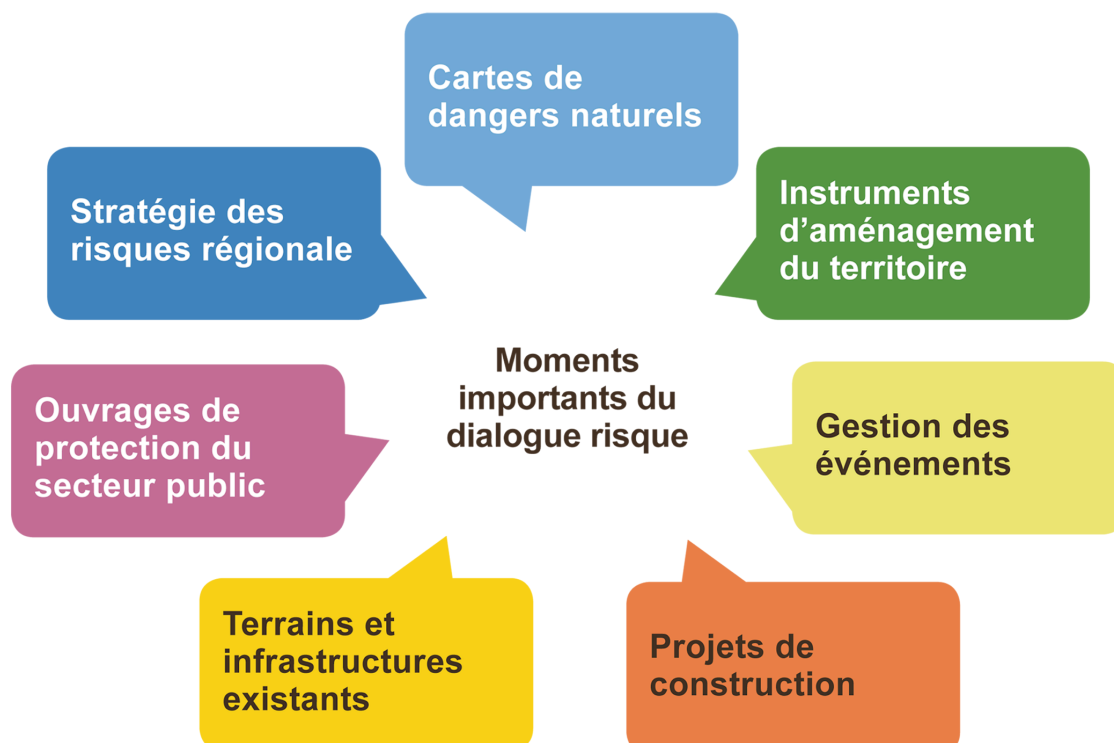 Cartes de
dangers naturels
Stratégie des
risques régionale
Instruments
d’aménagement
du territoire
Moments
importants du
dialogue risque
Ouvrages de
protection du
secteur public
Gestion des
événements
Terrains et
infrastructures
existants
Projets de
construction